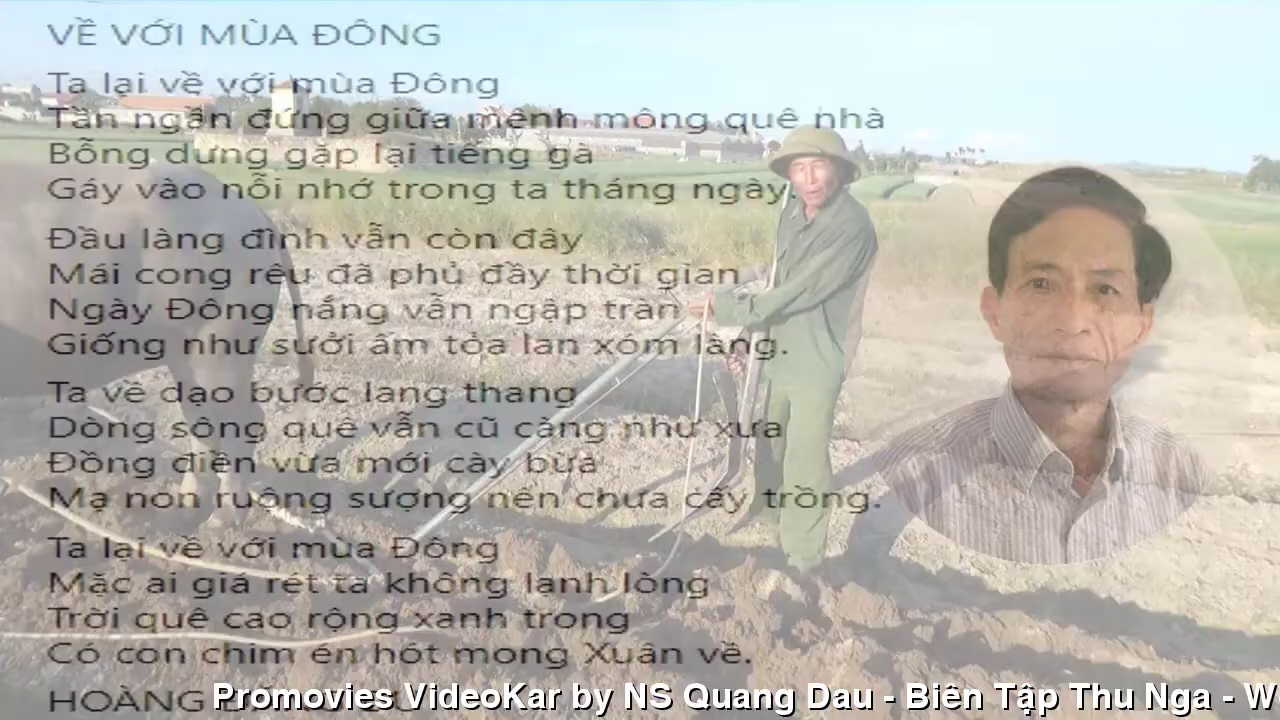 VỀ VỚI MÙA ĐÔNG
Ta lại về với mùa Đông
Tần ngần đứng giữa mênh mông quê nhà
Bỗng dưng gặp lại tiếng gà
Gáy vào nỗi nhớ trong ta tháng ngày.
Đầu làng đình vẫn còn đây
Mái cong rêu đã phủ đầy thời gian
Ngày Đông nắng vẫn ngập tràn
Giống như sưởi ấm tỏa lan xóm làng.
Ta về dạo bước lang thang
Dòng sông quê vẫn cũ càng như xưa
Đồng điền vừa mới cày bừa
Mạ non ruộng sượng nên chưa cấy trồng.
Ta lại về với mùa Đông
Mặc ai giá rét ta không lạnh lòng
Trời quê cao rộng xanh trong
Có con chim én hót mong Xuân về.
HOÀNG
Promovies VideoKar by NS Quang Dau - Biên Tập Thu Nga - W